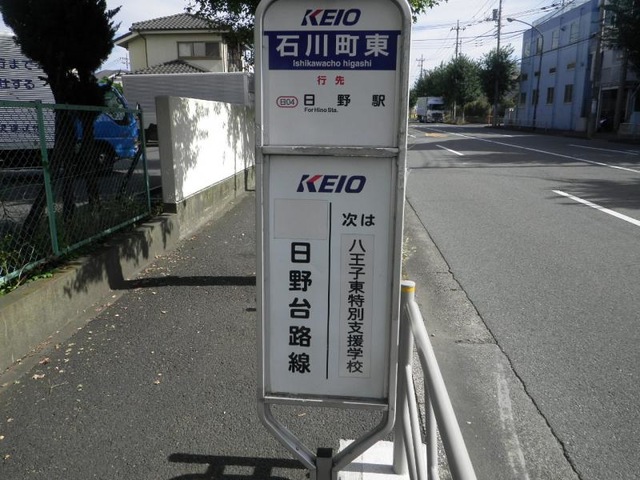 KEIO
石川町東
Ishikawacho higashi
行先
日04 日野駅
For Hino Sta.
KEIO
次は
八王子東特別支援学校
日野台路線